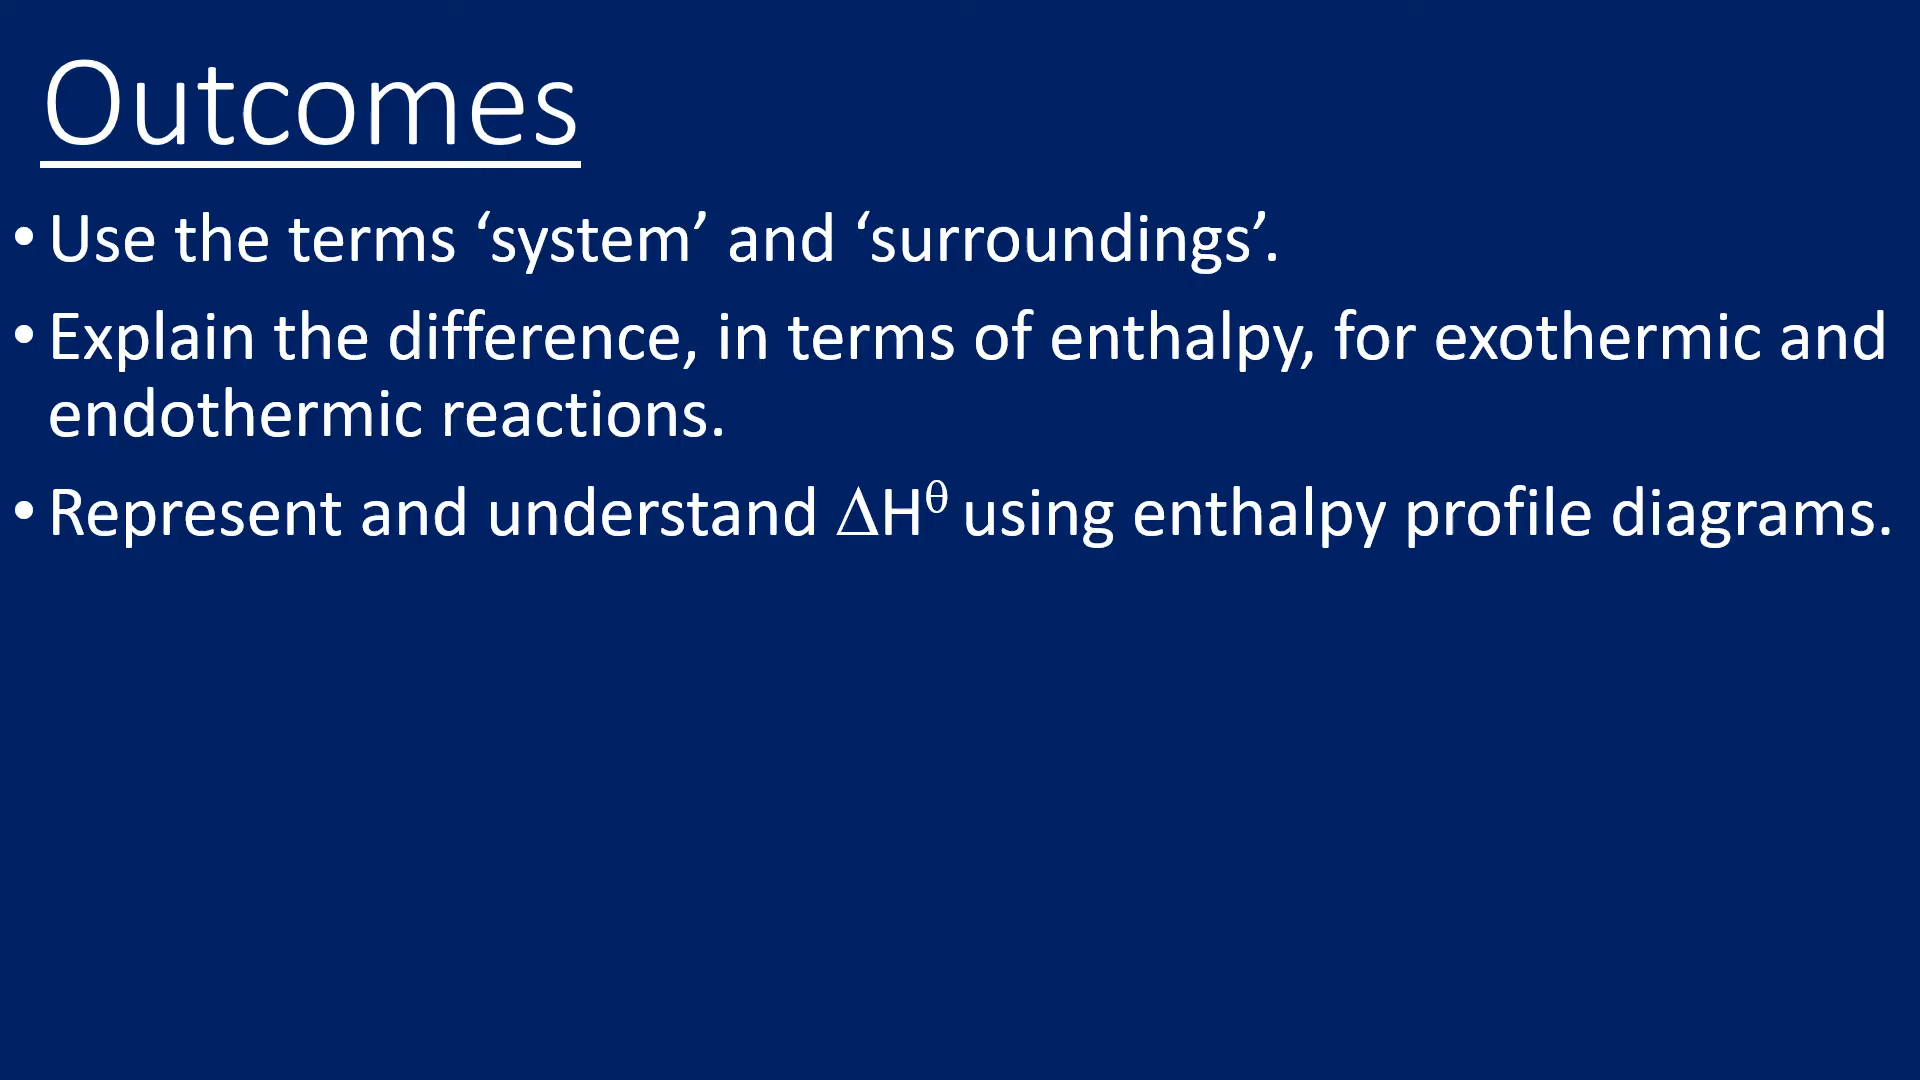 Outcomes
• Use the terms ‘system’ and ‘surroundings’.
• Explain the difference, in terms of enthalpy, for exothermic and
endothermic reactions.
• Represent and understand ΔHᶿ using enthalpy profile diagrams.